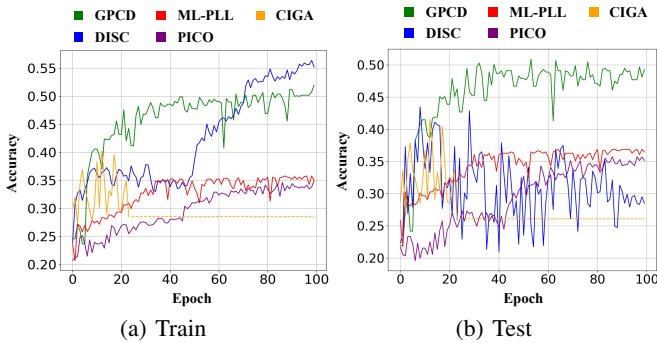 GPCD ML-PLL CIGA
DISC PICO
0.55
0.50
0.45
0.40
0.35
0.30
0.25
0.20
Accuracy
0 20 40 60 80 100
Epoch
(a) Train
GPCD ML-PLL CIGA
DISC PICO
0.50
0.45
0.40
0.35
0.30
0.25
0.20
Accuracy
0 20 40 60 80 100
Epoch
(b) Test